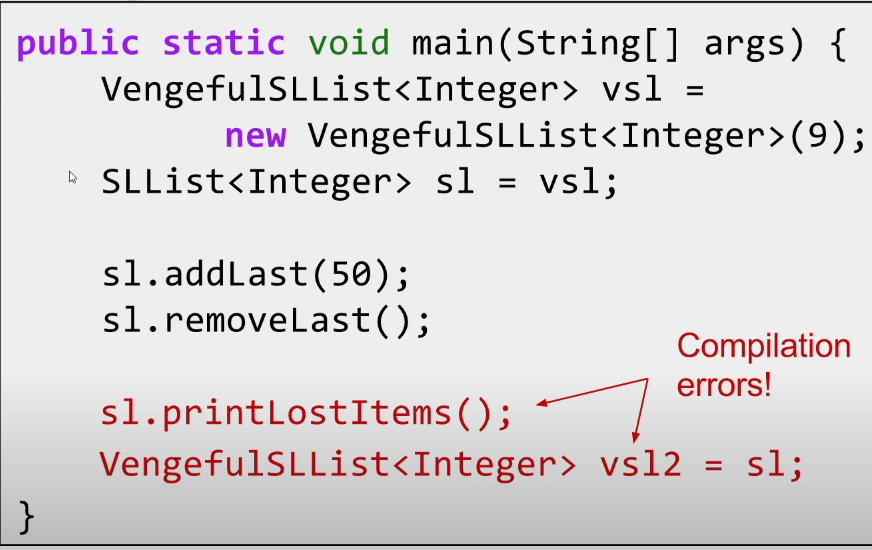 public static void main(String[] args) {
    VengefulSLList<Integer> vsl =
            new VengefulSLList<Integer>(9);
    SLList<Integer> sl = vsl;
    sl.addLast(50);
    sl.removeLast();
Compilation
errors!
    sl.printLostItems();
    VengefulSLList<Integer> vsl2 = sl;
}